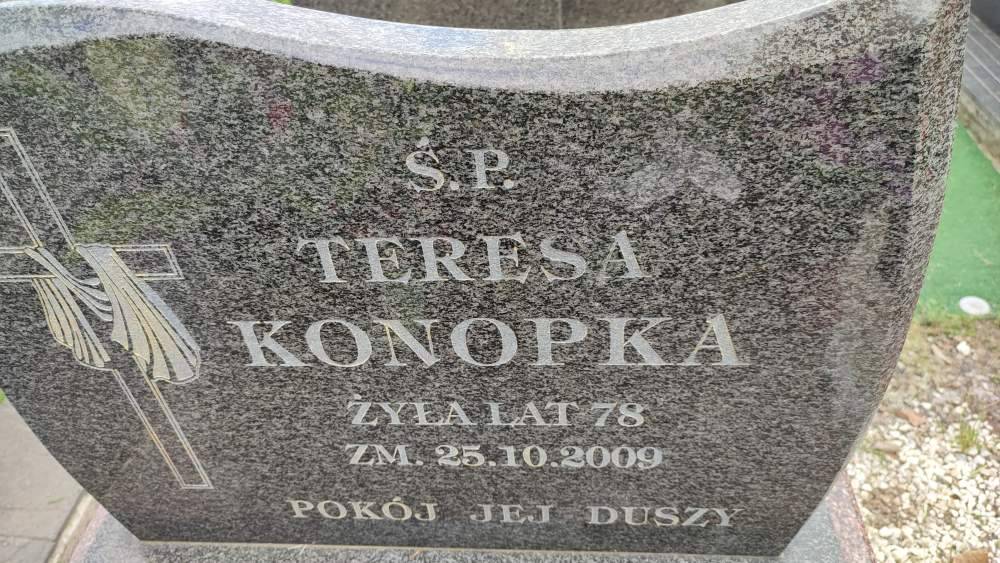 Ś.P.
TERESA
KONOPKA
ŻYŁA LAT 78
ZM. 25.10.2009
POKÓJ JEJ DUSZY